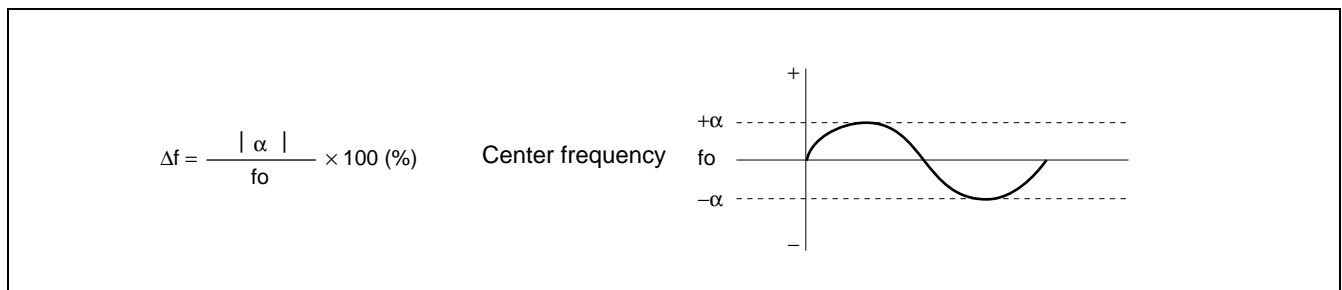 Δf = | α | / fo × 100 (%)
Center frequency
+
+α
fo
−α
−